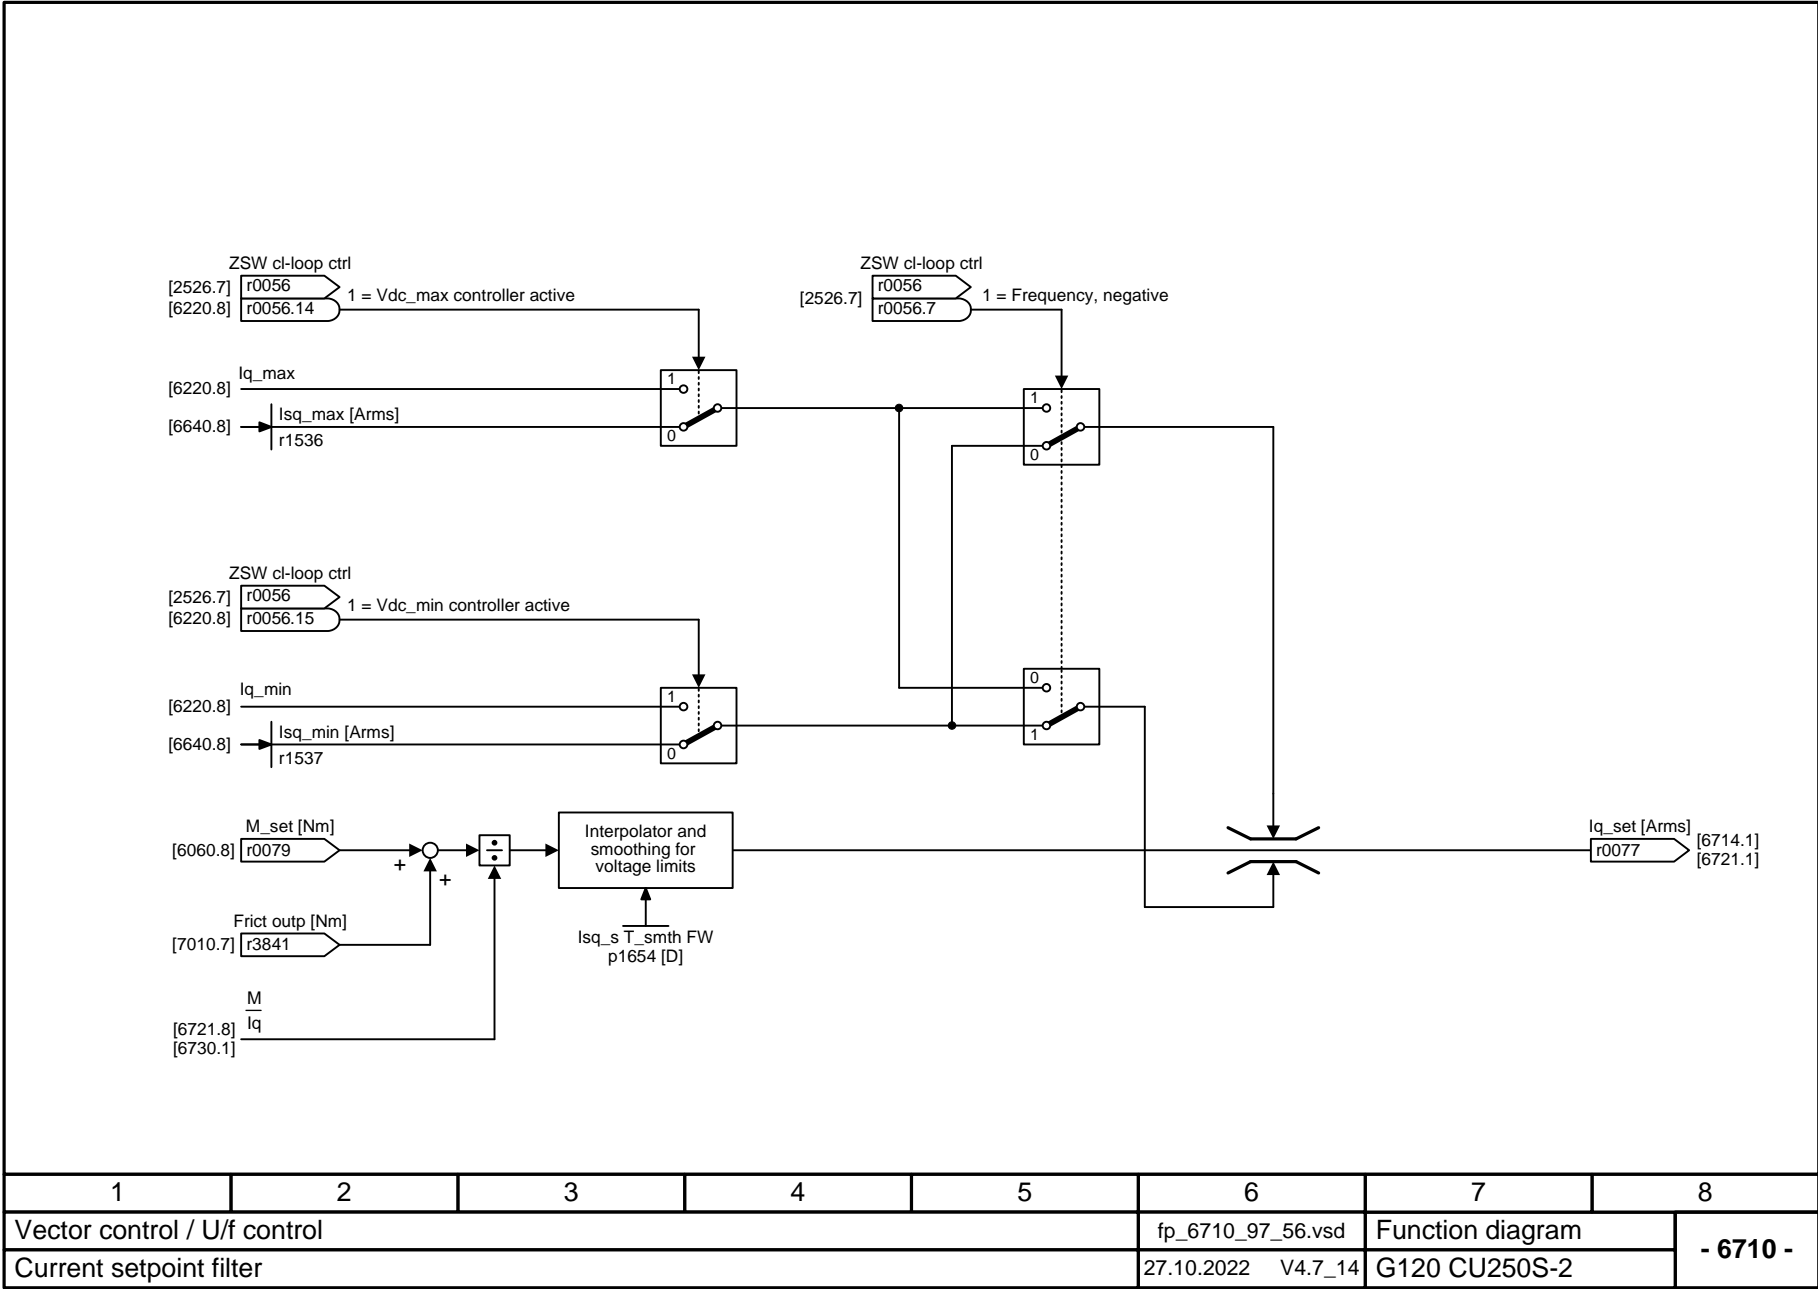 ZSW cl-loop ctrl
[2526.7] r0056
[6220.8] r0056.14
1 = Vdc_max controller active
ZSW cl-loop ctrl
r0056
[2526.7]
r0056.7
1 = Frequency, negative
Iq_max
[6220.8]
1
0
Isq_max [Arms]
[6640.8]
r1536
1
0
ZSW cl-loop ctrl
[2526.7] r0056
[6220.8] r0056.15
1 = Vdc_min controller active
Iq_min
[6220.8]
1
0
Isq_min [Arms]
[6640.8]
r1537
0
1
M_set [Nm]
[6060.8] r0079
+
+
÷
Interpolator and
smoothing for
voltage limits
Iq_set [Arms]
r0077
[6714.1]
[6721.1]
Frict outp [Nm]
[7010.7] r3841
Isq_s T_smth FW
p1654 [D]
M
Iq
[6721.8]
[6730.1]
1 2 3 4 5 6 7 8
Vector control / U/f control
fp_6710_97_56.vsd
Function diagram
- 6710 -
Current setpoint filter
27.10.2022 V4.7_14
G120 CU250S-2